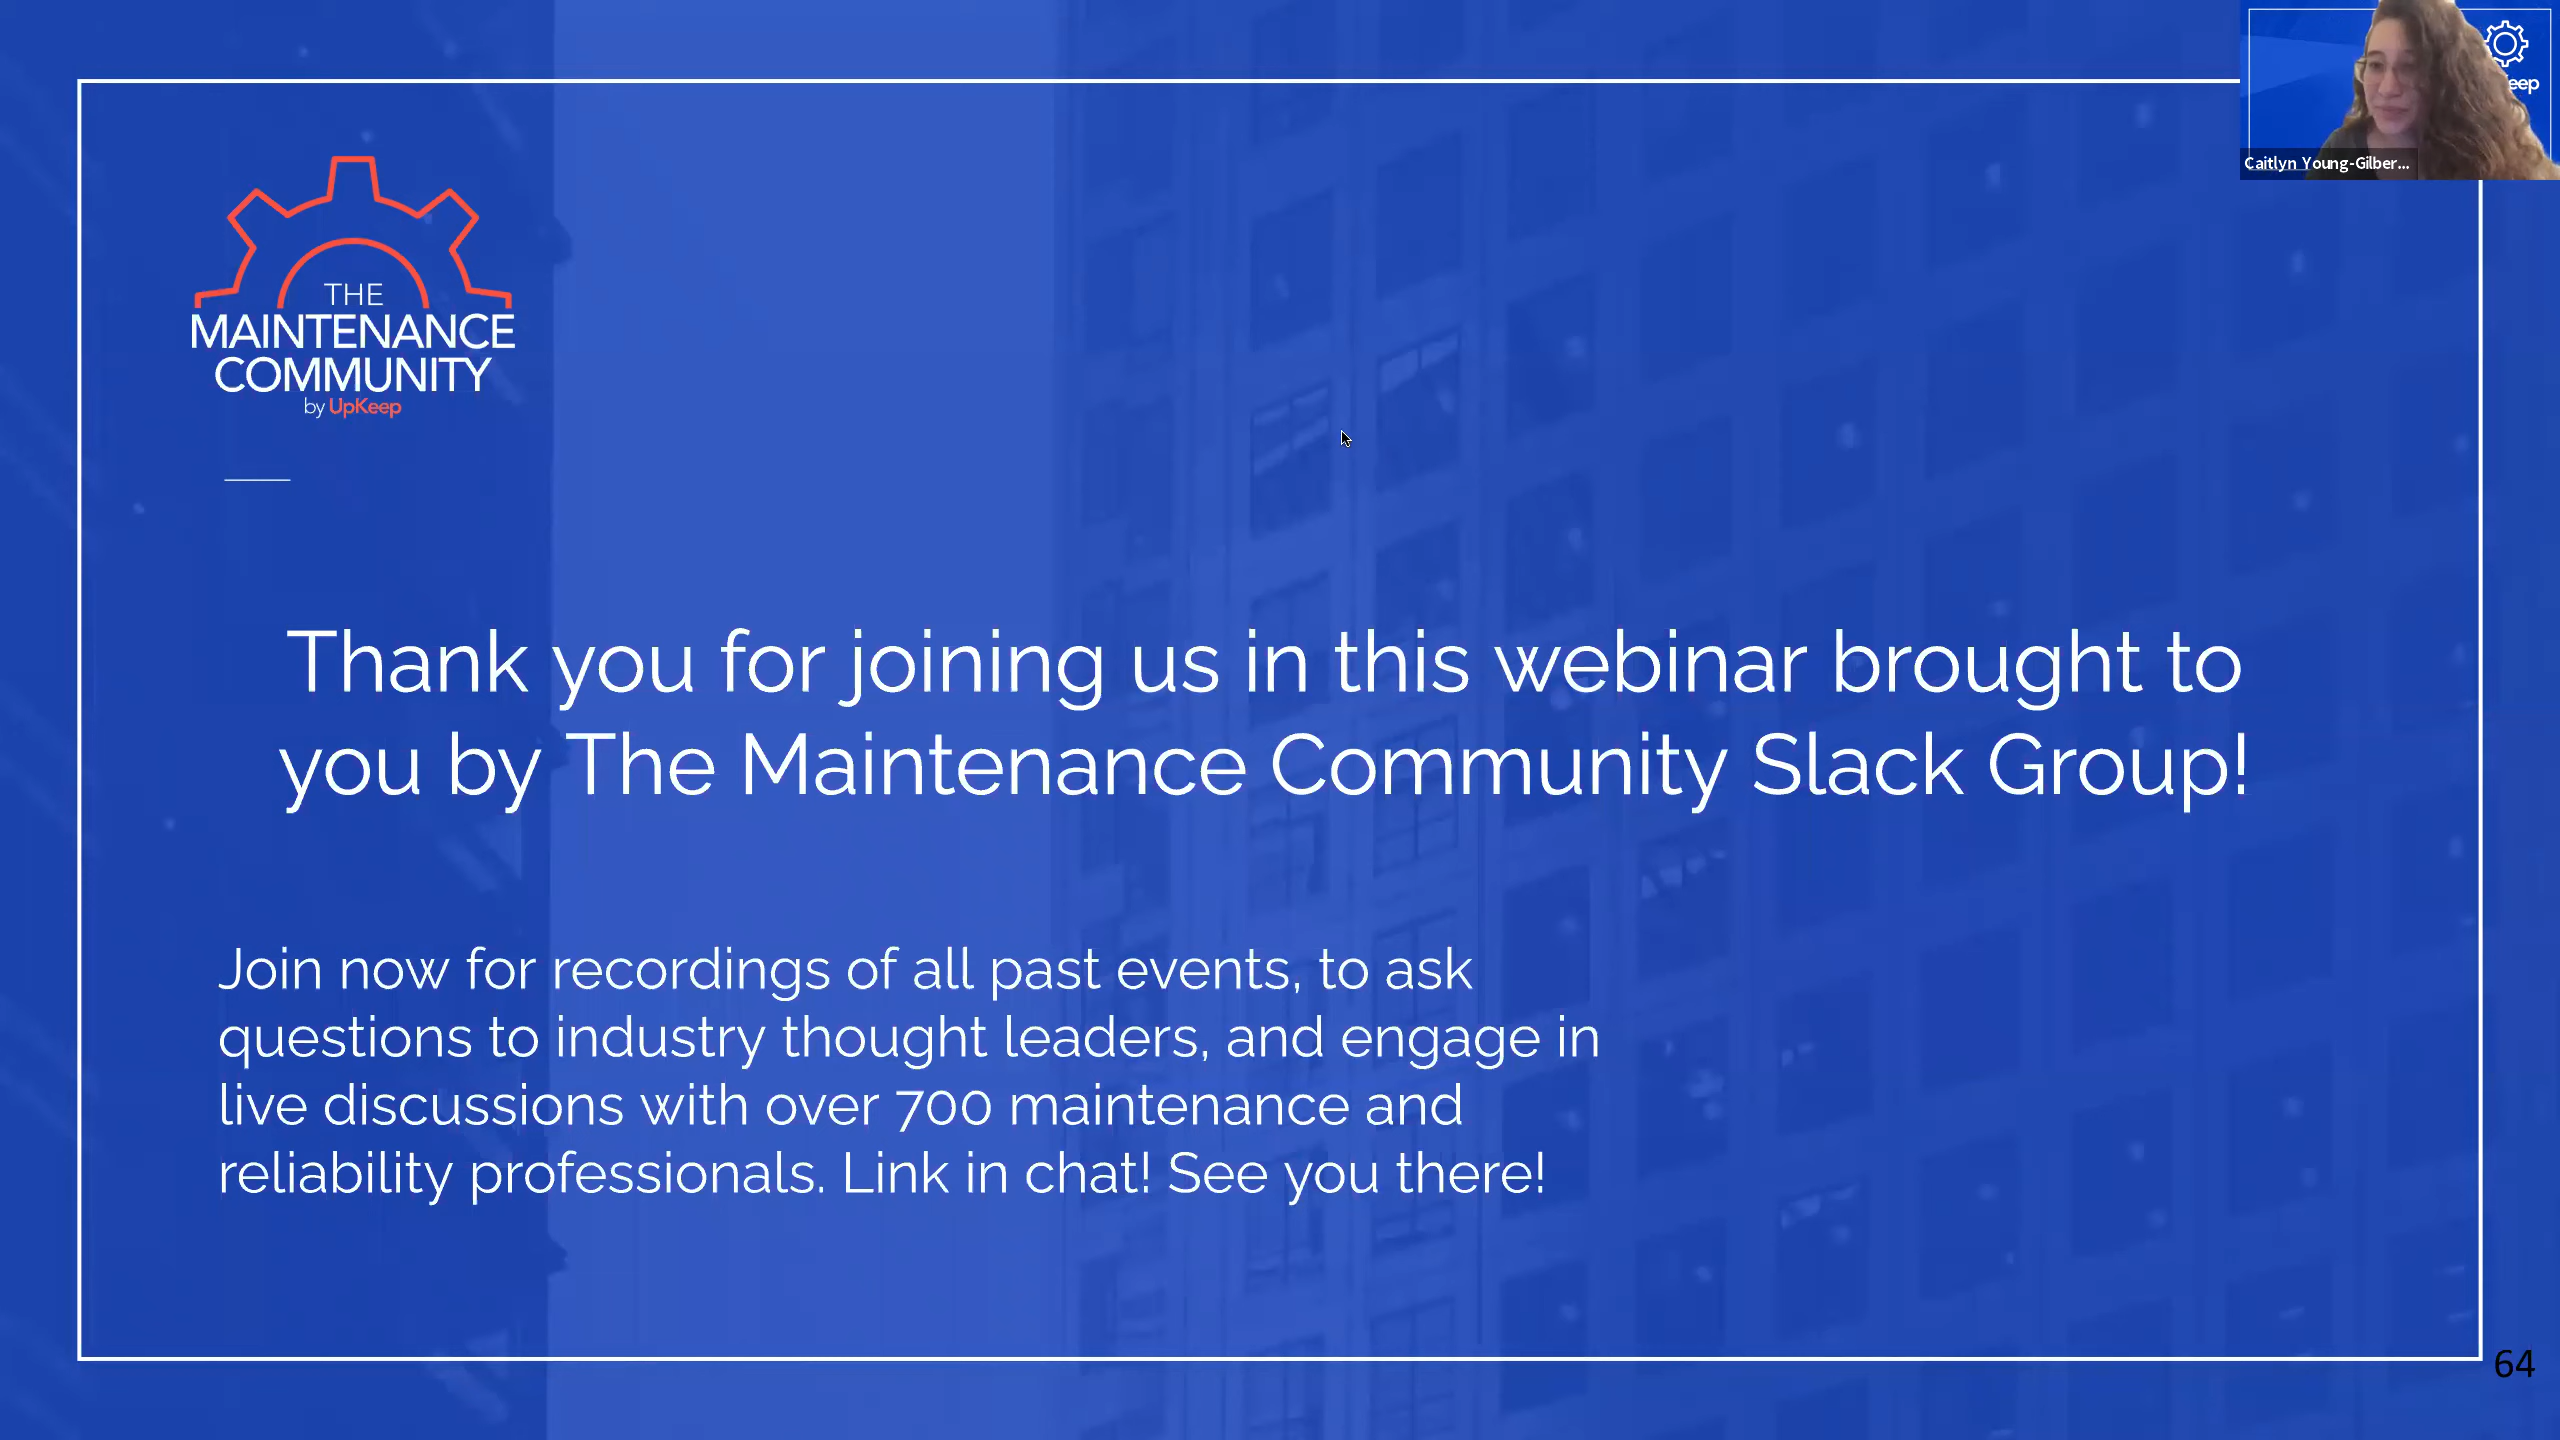 THE
MAINTENANCE
COMMUNITY
by UpKeep
eep
Caitlyn Young-Gilber...
Thank you for joining us in this webinar brought to
you by The Maintenance Community Slack Group!
Join now for recordings of all past events, to ask
questions to industry thought leaders, and engage in
live discussions with over 700 maintenance and
reliability professionals. Link in chat! See you there!
64